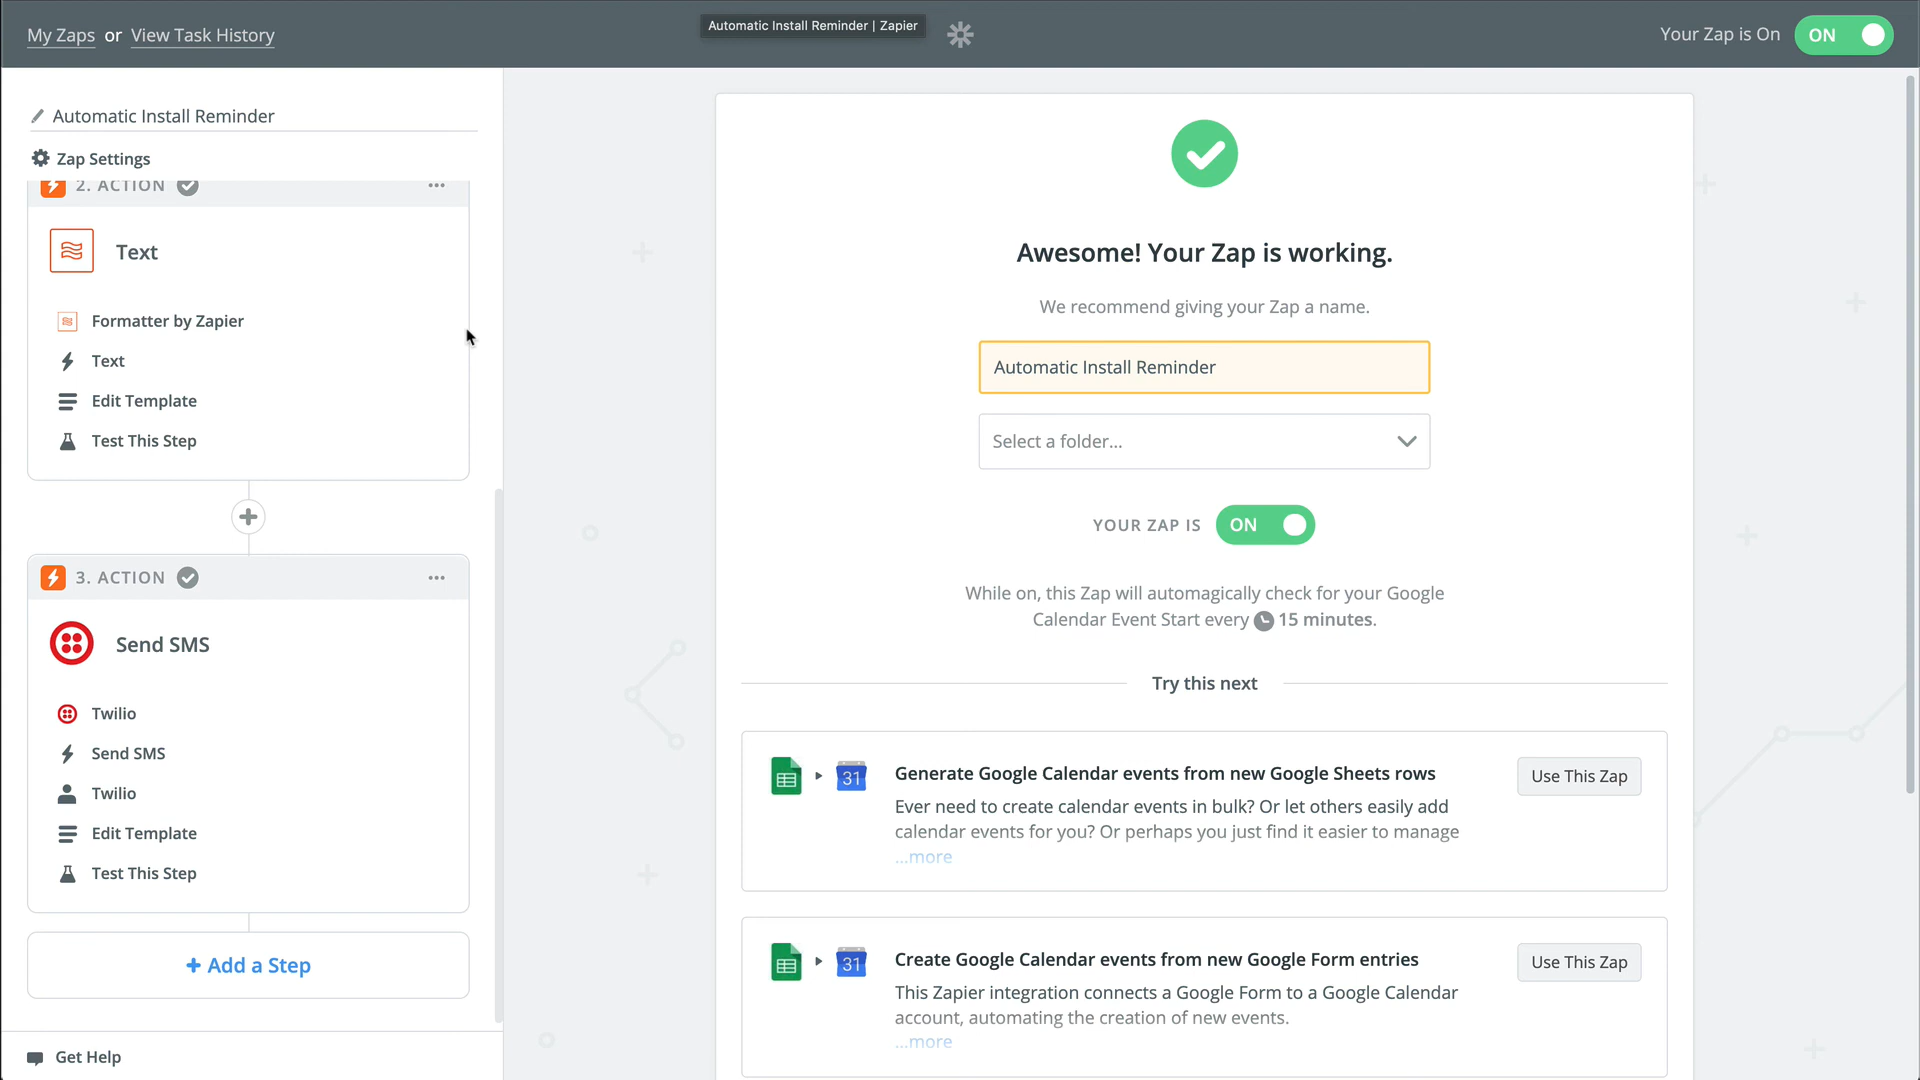 My Zaps or View Task History
Automatic Install Reminder | Zapier
Your Zap is On
ON
Automatic Install Reminder
Zap Settings
2. ACTION
Text
Formatter by Zapier
Text
Edit Template
Test This Step
3. ACTION
Send SMS
Twilio
Send SMS
Twilio
Edit Template
Test This Step
+ Add a Step
Get Help
Awesome! Your Zap is working.
We recommend giving your Zap a name.
Automatic Install Reminder
Select a folder...
YOUR ZAP IS ON
While on, this Zap will automagically check for your Google
Calendar Event Start every 15 minutes.
Try this next
31
Generate Google Calendar events from new Google Sheets rows
Use This Zap
Ever need to create calendar events in bulk? Or let others easily add
calendar events for you? Or perhaps you just find it easier to manage
...more
31
Create Google Calendar events from new Google Form entries
Use This Zap
This Zapier integration connects a Google Form to a Google Calendar
account, automating the creation of new events.
...more